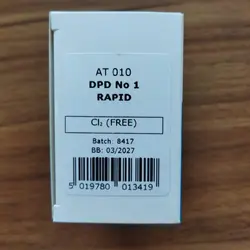 AT 010
DPD No 1
RAPID
Cl₂ (FREE)
Batch: 8417
BB: 03/2027
5 019780 013419